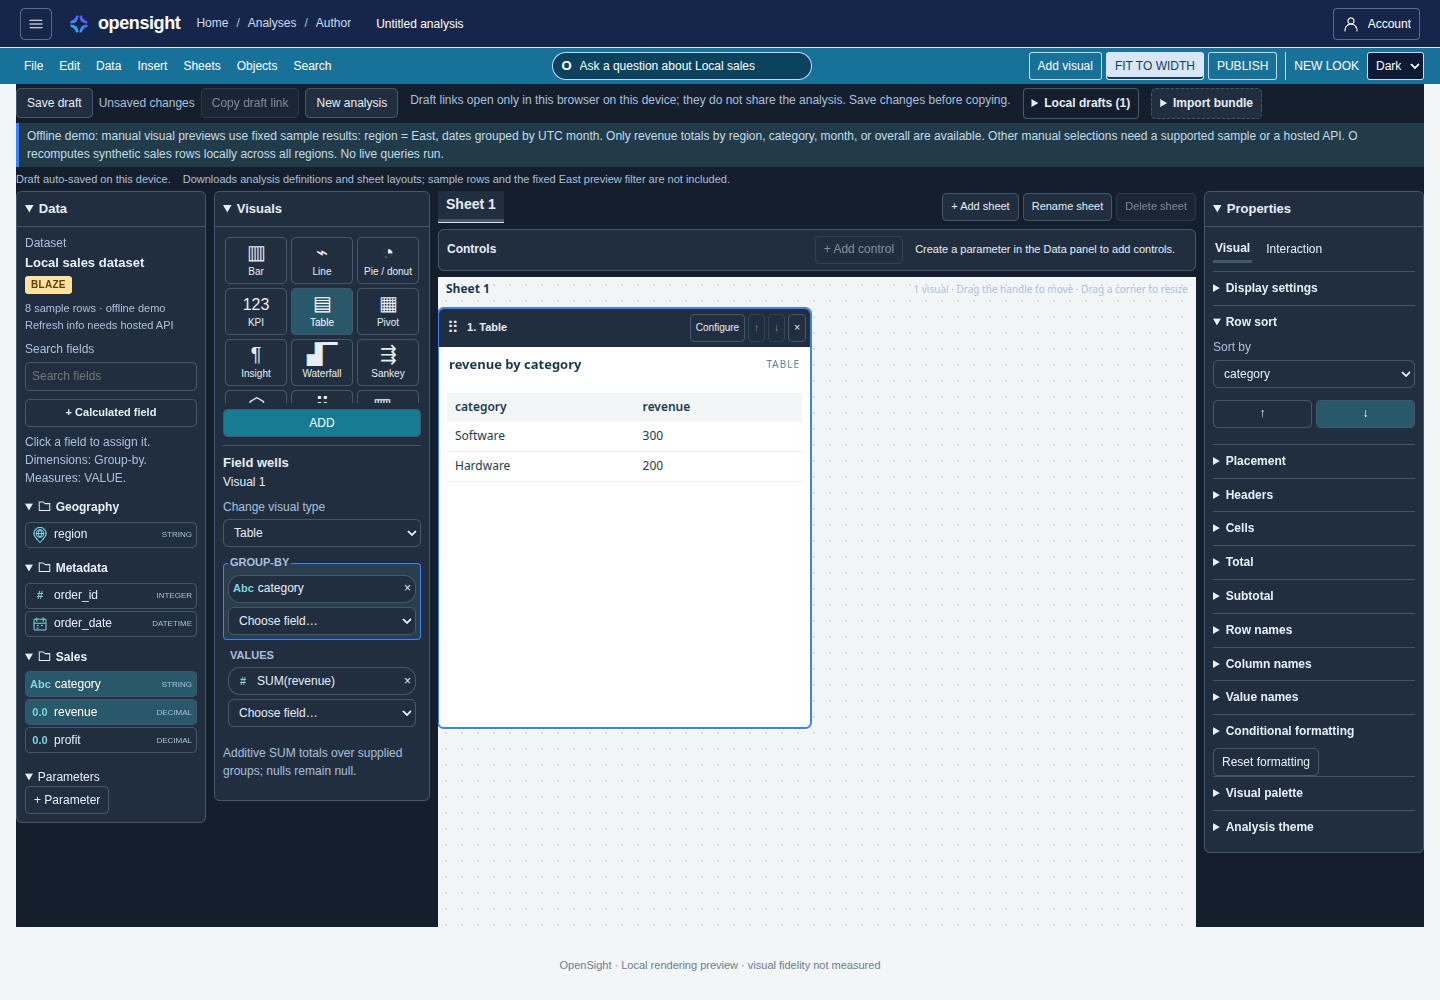 opensight
Home / Analyses / Author
Untitled analysis
Account
File Edit Data Insert Sheets Objects Search
O Ask a question about Local sales
Add visual
FIT TO WIDTH
PUBLISH
NEW LOOK
Dark
Save draft
Unsaved changes
Copy draft link
New analysis
Draft links open only in this browser on this device; they do not share the analysis. Save changes before copying.
Local drafts (1)
Import bundle
Offline demo: manual visual previews use fixed sample results: region = East, dates grouped by UTC month. Only revenue totals by region, category, month, or overall are available. Other manual selections need a supported sample or a hosted API. O
recomputes synthetic sales rows locally across all regions. No live queries run.
Draft auto-saved on this device. Downloads analysis definitions and sheet layouts; sample rows and the fixed East preview filter are not included.
Data
Dataset
Local sales dataset
BLAZE
8 sample rows · offline demo
Refresh info needs hosted API
Search fields
Search fields
+ Calculated field
Click a field to assign it.
Dimensions: Group-by.
Measures: VALUE.
Geography
region STRING
Metadata
# order_id INTEGER
order_date DATETIME
Sales
Abc category STRING
0.0 revenue DECIMAL
0.0 profit DECIMAL
Parameters
+ Parameter
Visuals
Bar
Line
Pie / donut
123
KPI
Table
Pivot
¶
Insight
Waterfall
Sankey
ADD
Field wells
Visual 1
Change visual type
Table
GROUP-BY
Abc category ×
Choose field…
VALUES
# SUM(revenue) ×
Choose field…
Additive SUM totals over supplied
groups; nulls remain null.
Sheet 1
+ Add sheet
Rename sheet
Delete sheet
Controls
+ Add control
Create a parameter in the Data panel to add controls.
Sheet 1
1 visual · Drag the handle to move · Drag a corner to resize
1. Table
Configure ↑ ↓ ×
revenue by category
TABLE
category revenue
Software 300
Hardware 200
Properties
Visual Interaction
Display settings
Row sort
Sort by
category
↑ ↓
Placement
Headers
Cells
Total
Subtotal
Row names
Column names
Value names
Conditional formatting
Reset formatting
Visual palette
Analysis theme
OpenSight · Local rendering preview · visual fidelity not measured